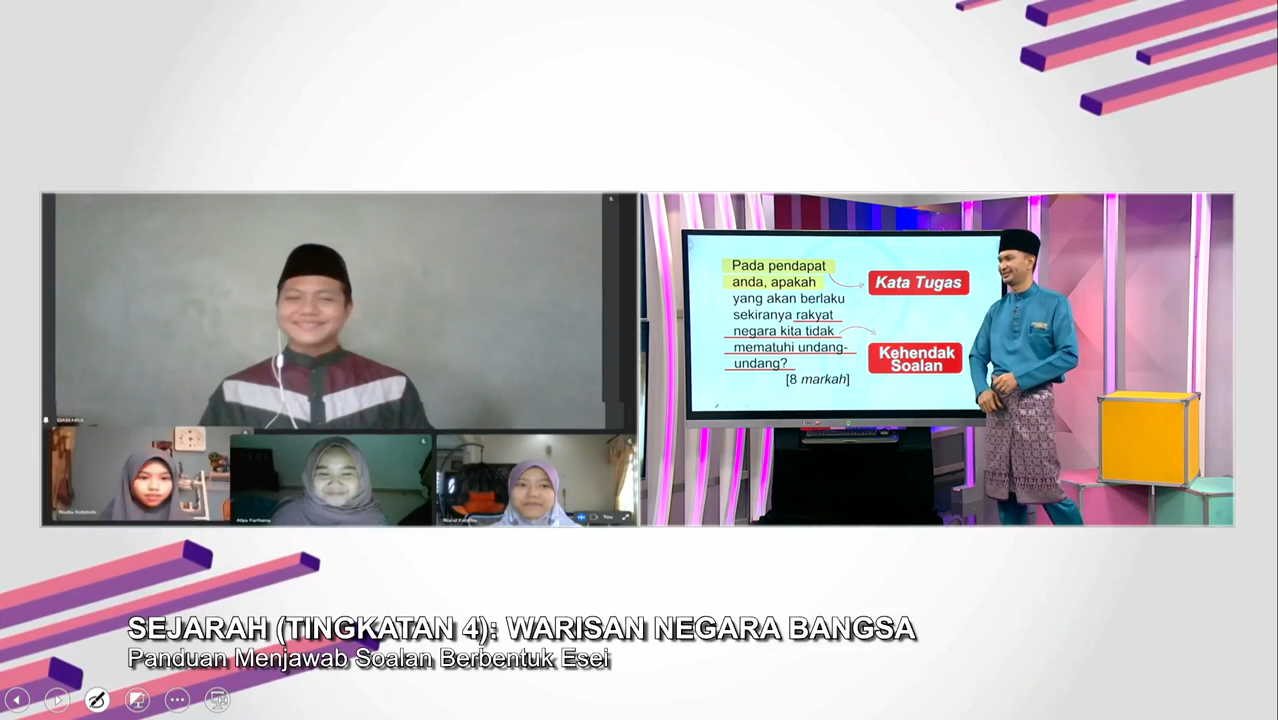 Pada pendapat
anda, apakah
yang akan berlaku
sekiranya rakyat
negara kita tidak
mematuhi undang-
undang?
[8 markah]
Kata Tugas
Kehendak
Soalan
You
SEJARAH (TINGKATAN 4): WARISAN NEGARA BANGSA
Panduan Menjawab Soalan Berbentuk Esei